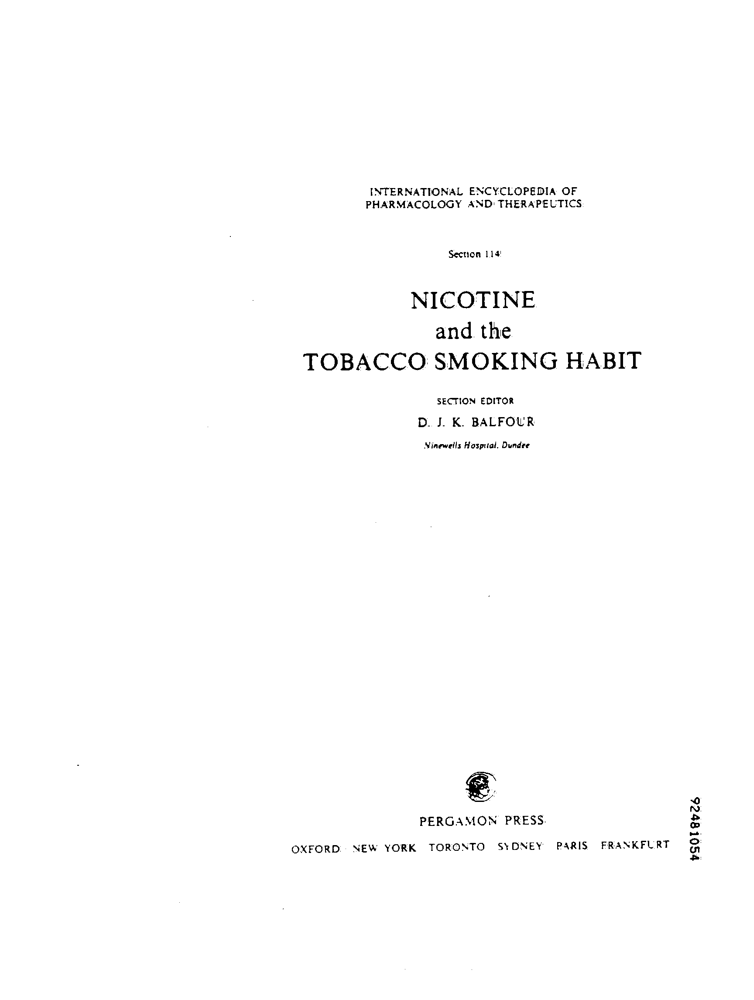 INTERNATIONAL ENCYCLOPEDIA OF
PHARMACOLOGY AND THERAPEUTICS
Section 114
NICOTINE
and the
TOBACCO SMOKING HABIT
SECTION EDITOR
D. J. K. BALFOUR
Ninewells Hospital, Dundee
PERGAMON PRESS
OXFORD NEW YORK TORONTO SYDNEY PARIS FRANKFURT
92481054